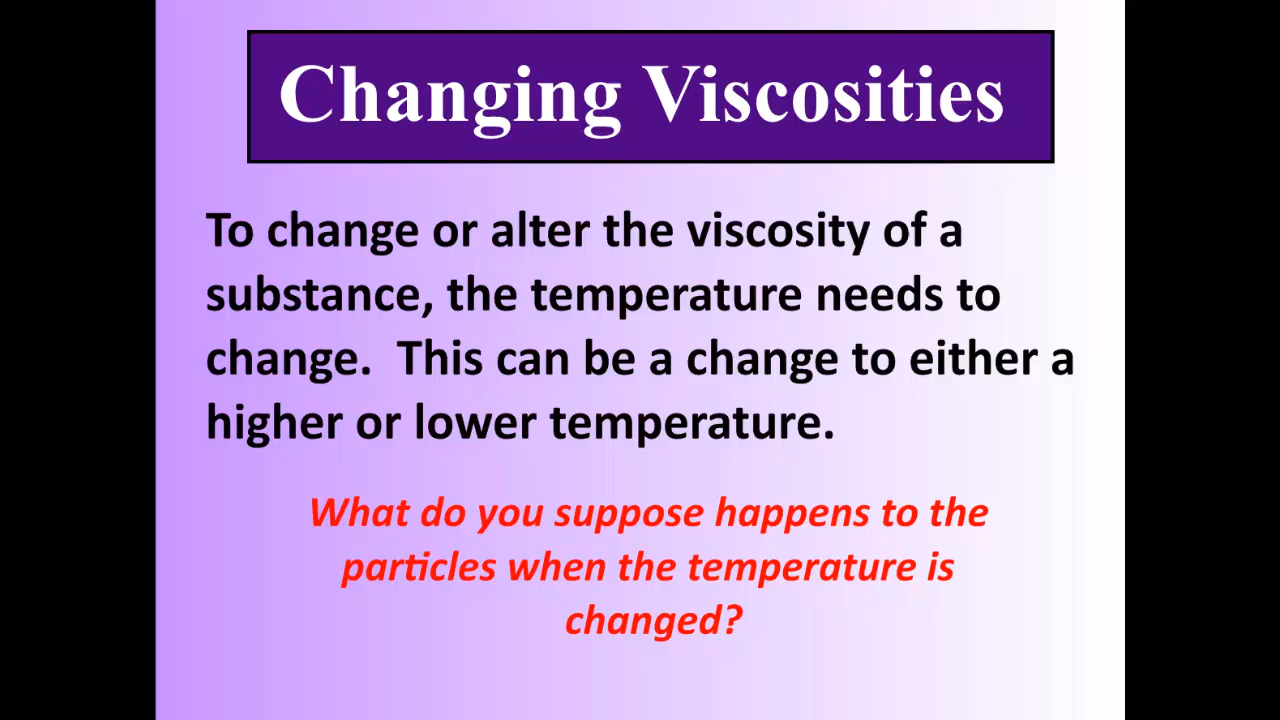 Changing Viscosities
To change or alter the viscosity of a
substance, the temperature needs to
change.  This can be a change to either a
higher or lower temperature.
What do you suppose happens to the
particles when the temperature is
changed?